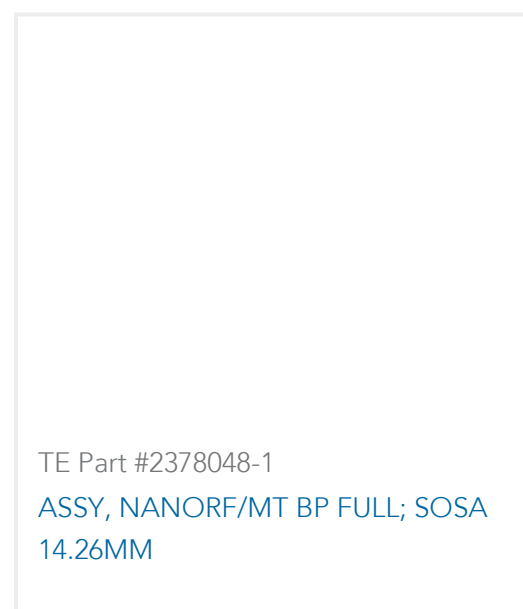 TE Part #2378048-1
ASSY, NANORF/MT BP FULL; SOSA
14.26MM